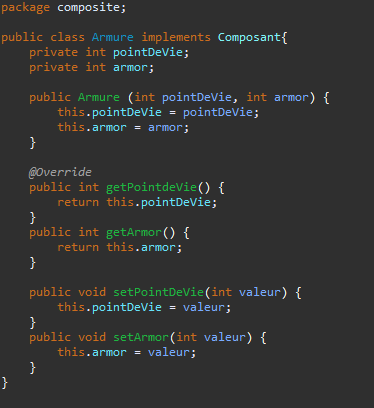 package composite;
public class Armure implements Composant{
private int pointDeVie;
private int armor;
public Armure (int pointDeVie, int armor) {
this.pointDeVie = pointDeVie;
this.armor = armor;
}
@Override
public int getPointdeVie() {
return this.pointDeVie;
}
public int getArmor() {
return this.armor;
}
public void setPointDeVie(int valeur) {
this.pointDeVie = valeur;
}
public void setArmor(int valeur) {
this.armor = valeur;
}
}